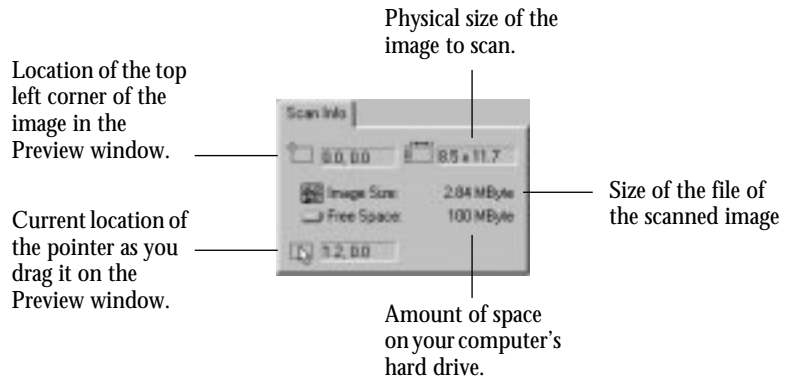 Physical size of the
image to scan.
Location of the top
left corner of the
image in the
Preview window.
Scan Info
0.0, 0.0
8.5 x 11.7
Image Size: 2.84 MByte
Free Space: 100 MByte
1.2, 0.0
Size of the file of
the scanned image
Current location of
the pointer as you
drag it on the
Preview window.
Amount of space
on your computer's
hard drive.